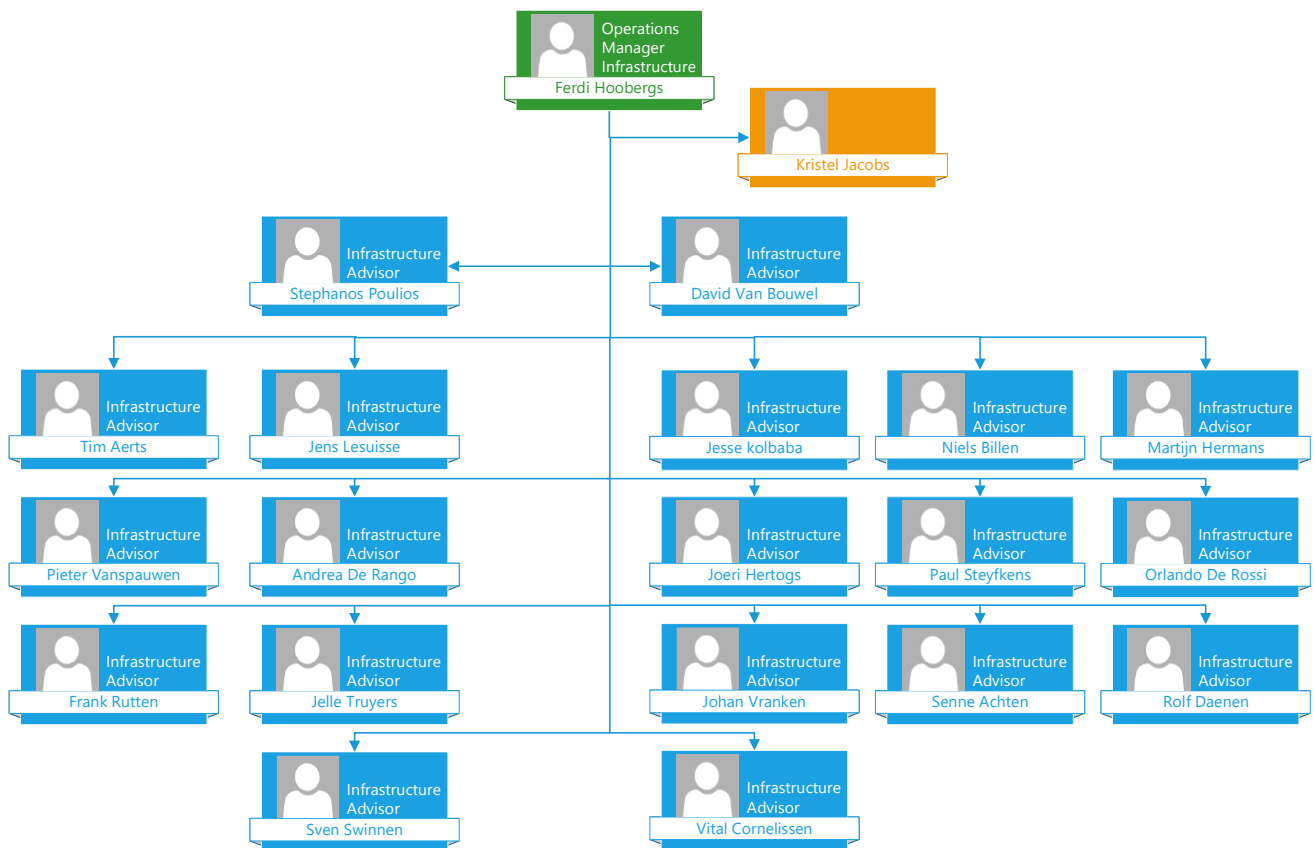 Operations
Manager
Infrastructure
Ferdi Hoobergs
Kristel Jacobs
Infrastructure
Advisor
Stephanos Poulios
Infrastructure
Advisor
David Van Bouwel
Infrastructure
Advisor
Tim Aerts
Infrastructure
Advisor
Jens Lesuisse
Infrastructure
Advisor
Jesse kolbaba
Infrastructure
Advisor
Niels Billen
Infrastructure
Advisor
Martijn Hermans
Infrastructure
Advisor
Pieter Vanspauwen
Infrastructure
Advisor
Andrea De Rango
Infrastructure
Advisor
Joeri Hertogs
Infrastructure
Advisor
Paul Steyfkens
Infrastructure
Advisor
Orlando De Rossi
Infrastructure
Advisor
Frank Rutten
Infrastructure
Advisor
Jelle Truyers
Infrastructure
Advisor
Johan Vranken
Infrastructure
Advisor
Senne Achten
Infrastructure
Advisor
Rolf Daenen
Infrastructure
Advisor
Sven Swinnen
Infrastructure
Advisor
Vital Cornelissen